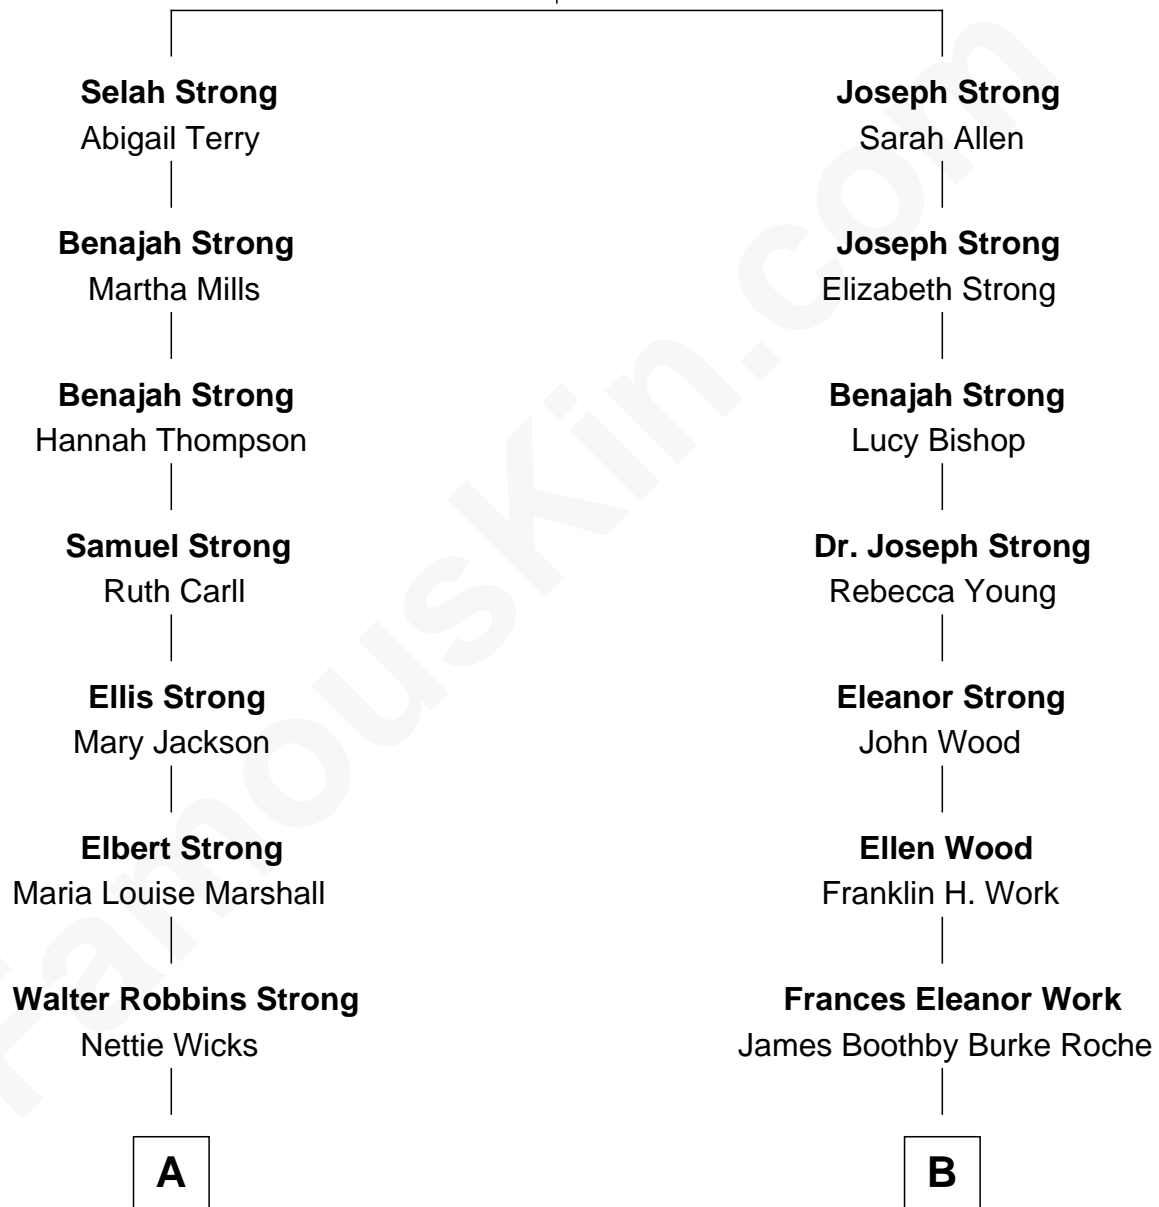 Selah Strong
Abigail Terry
Joseph Strong
Sarah Allen
Benajah Strong
Martha Mills
Joseph Strong
Elizabeth Strong
Benajah Strong
Hannah Thompson
Benajah Strong
Lucy Bishop
Samuel Strong
Ruth Carll
Dr. Joseph Strong
Rebecca Young
Ellis Strong
Mary Jackson
Eleanor Strong
John Wood
Elbert Strong
Maria Louise Marshall
Ellen Wood
Franklin H. Work
Walter Robbins Strong
Nettie Wicks
Frances Eleanor Work
James Boothby Burke Roche
A
B
FamousKin.com